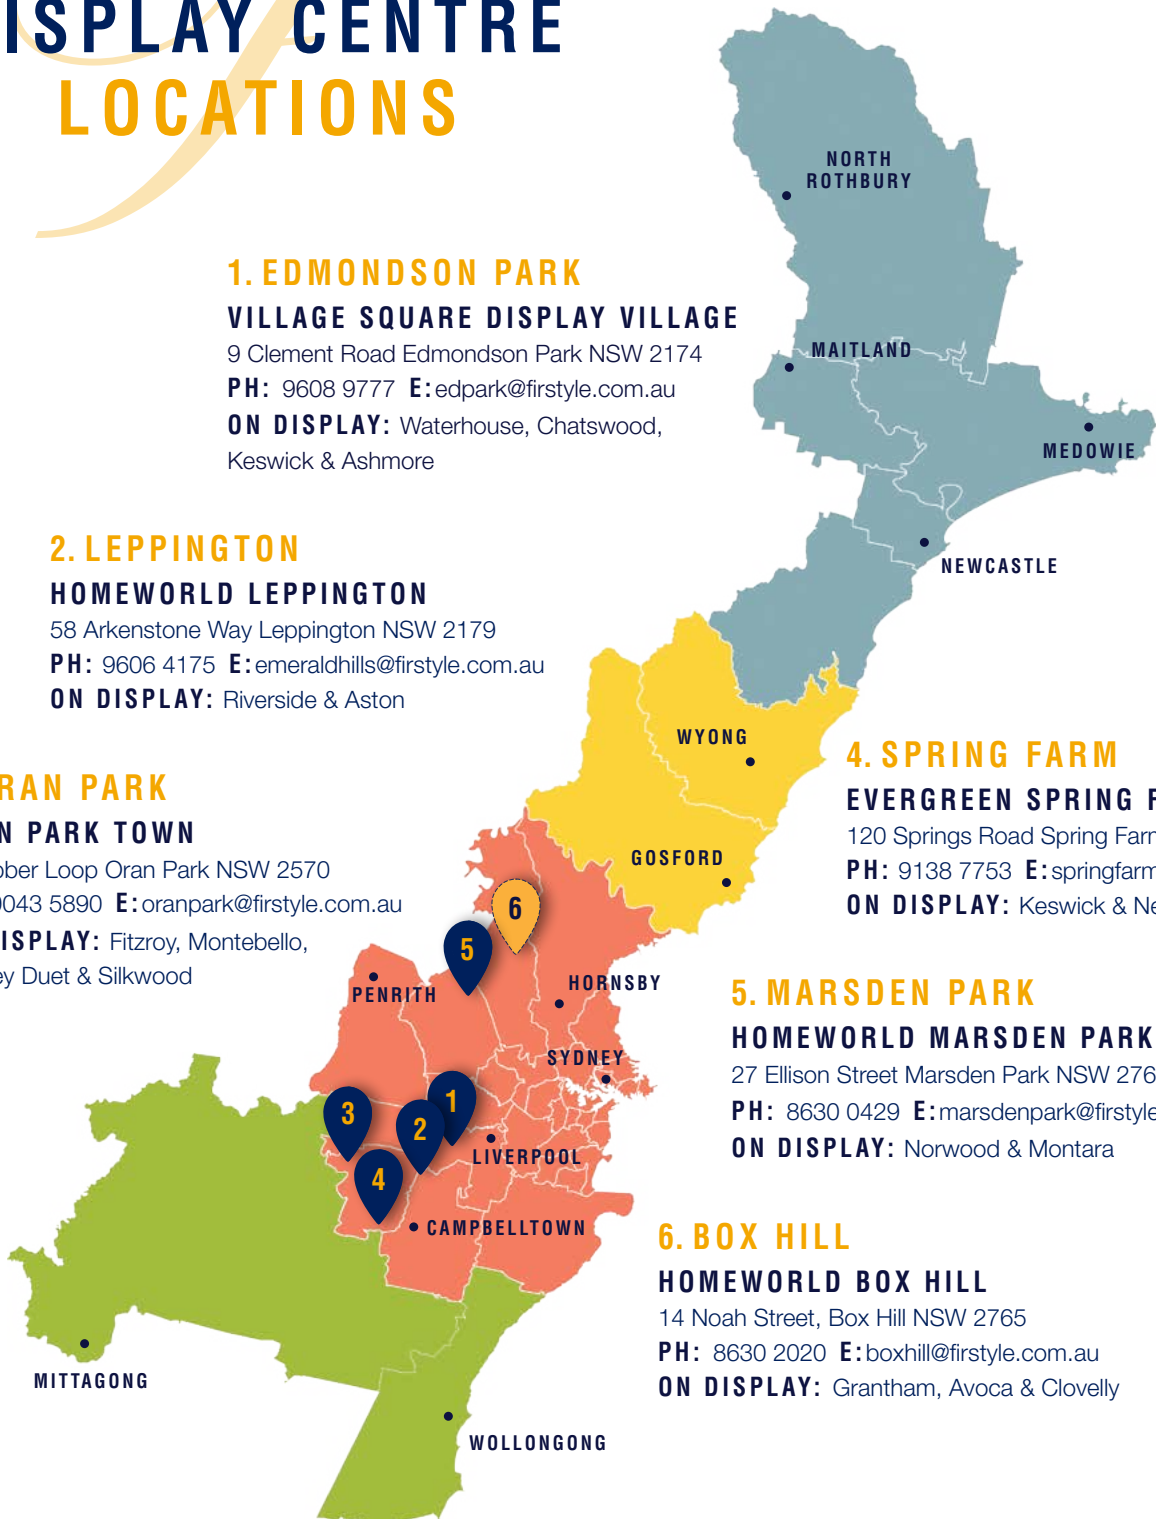 ISPLAY CENTRE
LOCATIONS
1. EDMONDSON PARK
VILLAGE SQUARE DISPLAY VILLAGE
9 Clement Road Edmondson Park NSW 2174
PH: 9608 9777 E: edpark@firstyle.com.au
ON DISPLAY: Waterhouse, Chatswood,
Keswick & Ashmore
2. LEPPINGTON
HOMEWORLD LEPPINGTON
58 Arkenstone Way Leppington NSW 2179
PH: 9606 4175 E: emeraldhills@firstyle.com.au
ON DISPLAY: Riverside & Aston
RAN PARK
N PARK TOWN
ber Loop Oran Park NSW 2570
9043 5890 E: oranpark@firstyle.com.au
ISPLAY: Fitzroy, Montebello,
ey Duet & Silkwood
4. SPRING FARM
EVERGREEN SPRING F
120 Springs Road Spring Farm
PH: 9138 7753 E: springfarm
ON DISPLAY: Keswick & Ne
5. MARSDEN PARK
HOMEWORLD MARSDEN PARK
27 Ellison Street Marsden Park NSW 276
PH: 8630 0429 E: marsdenpark@firstyle
ON DISPLAY: Norwood & Montara
6. BOX HILL
HOMEWORLD BOX HILL
14 Noah Street, Box Hill NSW 2765
PH: 8630 2020 E: boxhill@firstyle.com.au
ON DISPLAY: Grantham, Avoca & Clovelly
NORTH
ROTHBURY
MAITLAND
MEDOWIE
NEWCASTLE
WYONG
GOSFORD
6
5
HORNSBY
PENRITH
SYDNEY
1
3
2
LIVERPOOL
4
CAMPBELLTOWN
MITTAGONG
WOLLONGONG